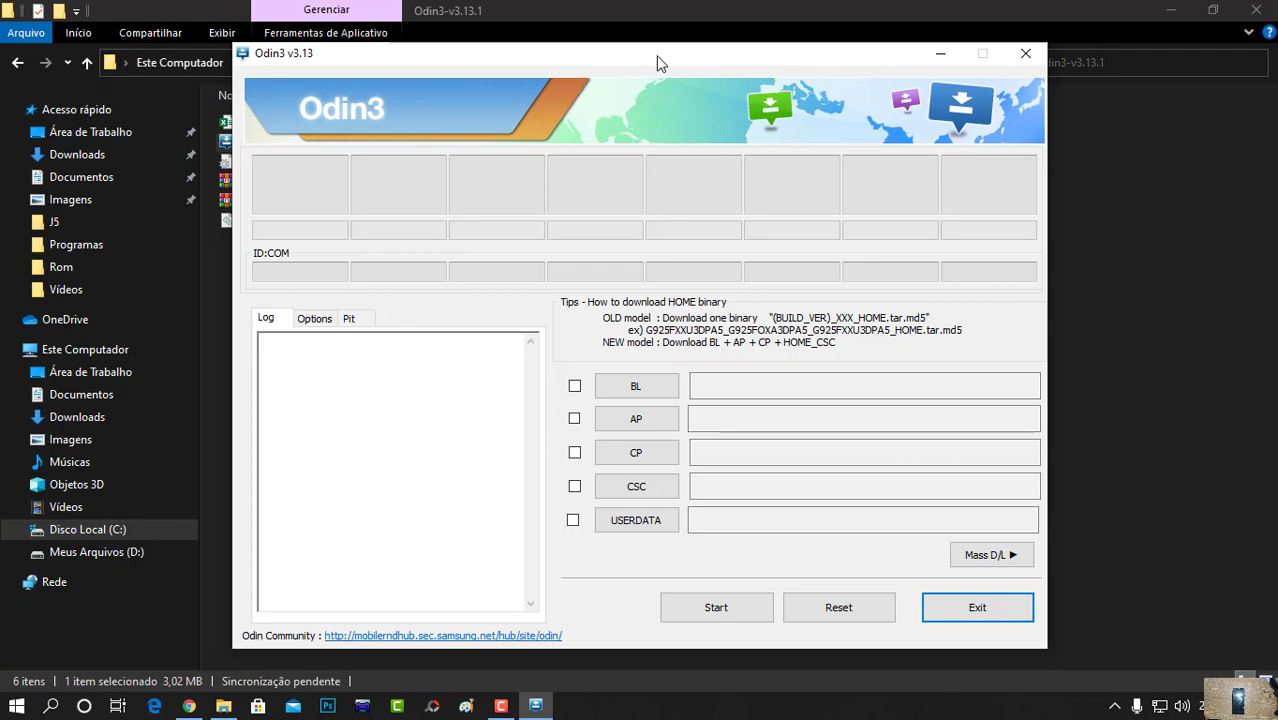 Gerenciar
Odin3-v3.13.1
Arquivo
Início
Compartilhar
Exibir
Ferramentas de Aplicativo
Odin3 v3.13
Este Computador
Odin3
Acesso rápido
Área de Trabalho
Downloads
Documentos
Imagens
J5
Programas
Rom
Vídeos
OneDrive
Este Computador
Área de Trabalho
Documentos
Downloads
Imagens
Músicas
Objetos 3D
Vídeos
Disco Local (C:)
Meus Arquivos (D:)
Rede
ID:COM
Log
Options
Pit
Tips - How to download HOME binary
OLD model : Download one binary "(BUILD_VER)_XXX_HOME.tar.md5"
ex) G925FXXU3DPA5_G925FOXA3DPA5_G925FXXU3DPA5_HOME.tar.md5
NEW model : Download BL + AP + CP + HOME_CSC
BL
AP
CP
CSC
USERDATA
Mass D/L
Start
Reset
Exit
Odin Community : http://mobilerndhub.sec.samsung.net/hub/site/odin/
6 itens
1 item selecionado 3,02 MB
Sincronização pendente